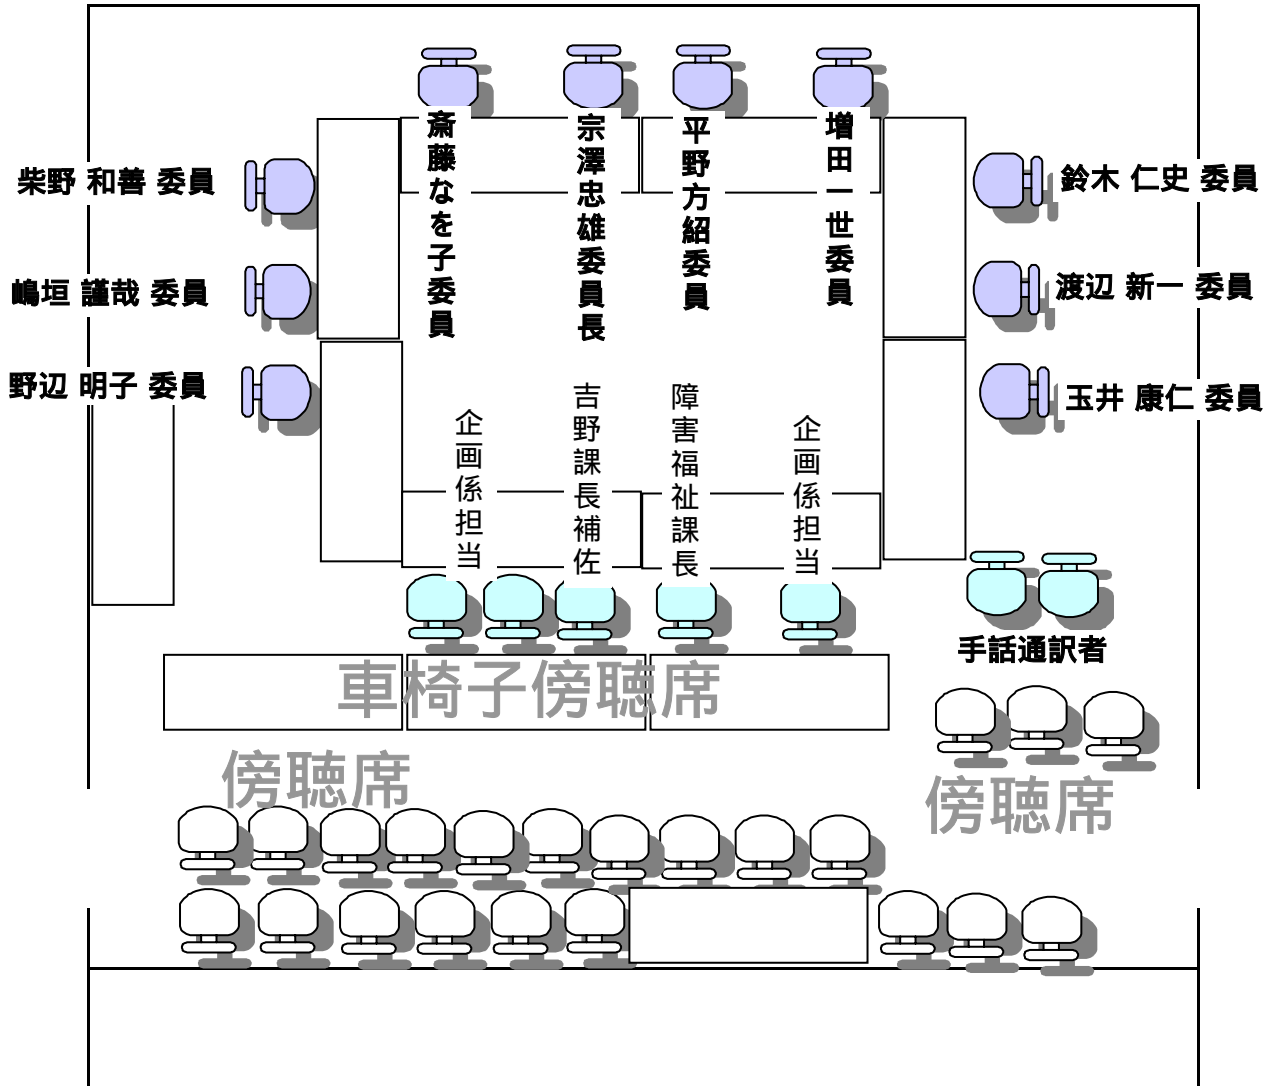 斎藤なを子委員
宗澤忠雄委員長
平野方紹委員
増田一世委員
柴野 和善 委員
鈴木 仁史 委員
嶋垣 謹哉 委員
渡辺 新一 委員
野辺 明子 委員
玉井 康仁 委員
企画係担当
吉野課長補佐
障害福祉課長
企画係担当
手話通訳者
車椅子傍聴席
傍聴席
傍聴席